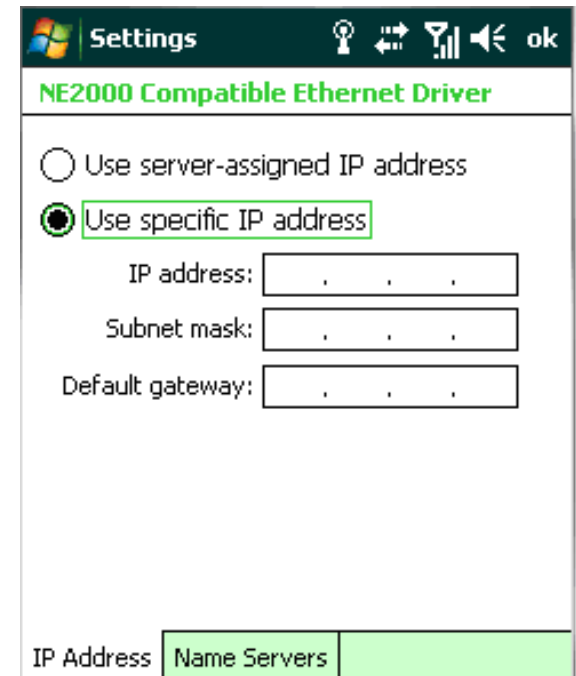 Settings ok
NE2000 Compatible Ethernet Driver
Use server-assigned IP address
Use specific IP address
IP address: . . .
Subnet mask: . . .
Default gateway: . . .
IP Address Name Servers